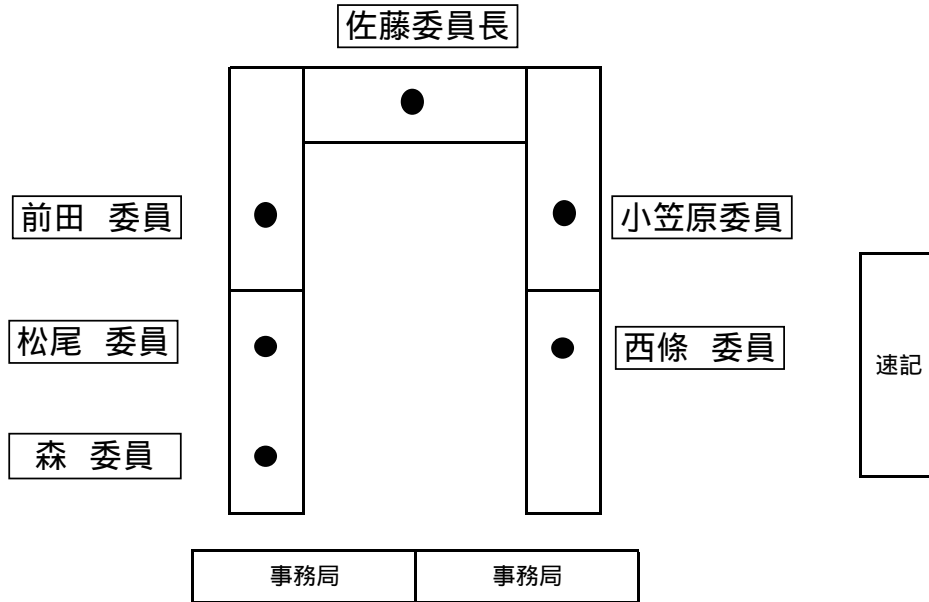 佐藤委員長
前田 委員
小笠原委員
松尾 委員
西條 委員
速記
森 委員
事務局
事務局